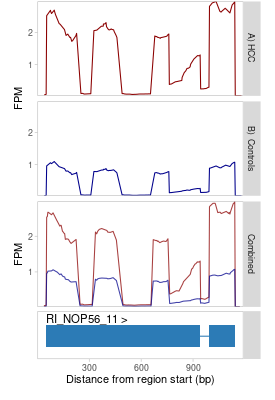 2
1
FPM
A) HCC
2
1
B) Controls
2
1
FPM
Combined
RI_NOP56_11 >
300 600 900
Distance from region start (bp)